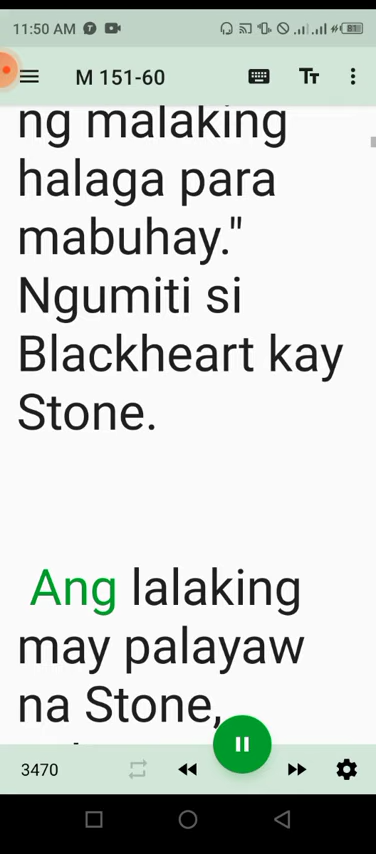 11:50 AM
81
M 151-60
ng malaking
halaga para
mabuhay."
Ngumiti si
Blackheart kay
Stone.
Ang lalaking
may palayaw
na Stone,
3470